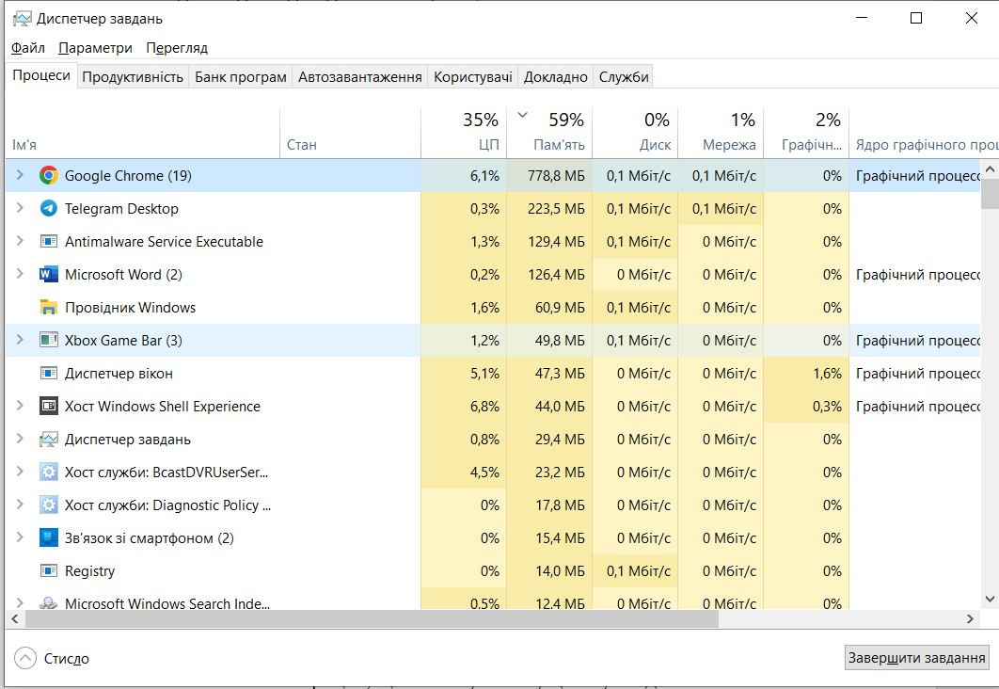 Диспетчер завдань
Файл Параметри Перегляд
Процеси Продуктивність Банк програм Автозавантаження Користувачі Докладно Служби
35% 59% 0% 1% 2%
Ім'я Стан ЦП Пам'ять Диск Мережа Графічн... Ядро графічного проц
Google Chrome (19) 6,1% 778,8 МБ 0,1 Мбіт/с 0,1 Мбіт/с 0% Графічний процесс
Telegram Desktop 0,3% 223,5 МБ 0,1 Мбіт/с 0,1 Мбіт/с 0%
Antimalware Service Executable 1,3% 129,4 МБ 0,1 Мбіт/с 0 Мбіт/с 0%
Microsoft Word (2) 0,2% 126,4 МБ 0 Мбіт/с 0 Мбіт/с 0% Графічний процесс
Провідник Windows 1,6% 60,9 МБ 0,1 Мбіт/с 0 Мбіт/с 0%
Xbox Game Bar (3) 1,2% 49,8 МБ 0,1 Мбіт/с 0 Мбіт/с 0% Графічний процесс
Диспетчер вікон 5,1% 47,3 МБ 0 Мбіт/с 0 Мбіт/с 1,6% Графічний процесс
Хост Windows Shell Experience 6,8% 44,0 МБ 0 Мбіт/с 0 Мбіт/с 0,3% Графічний процесс
Диспетчер завдань 0,8% 29,4 МБ 0 Мбіт/с 0 Мбіт/с 0%
Хост служби: BcastDVRUserSer... 4,5% 23,2 МБ 0 Мбіт/с 0 Мбіт/с 0%
Хост служби: Diagnostic Policy ... 0% 17,8 МБ 0 Мбіт/с 0 Мбіт/с 0%
Зв’язок зі смартфоном (2) 0% 15,4 МБ 0 Мбіт/с 0 Мбіт/с 0%
Registry 0% 14,0 МБ 0,1 Мбіт/с 0 Мбіт/с 0%
Microsoft Windows Search Inde... 0,5% 12,4 МБ 0 Мбіт/с 0 Мбіт/с 0%
Стисло Завершити завдання